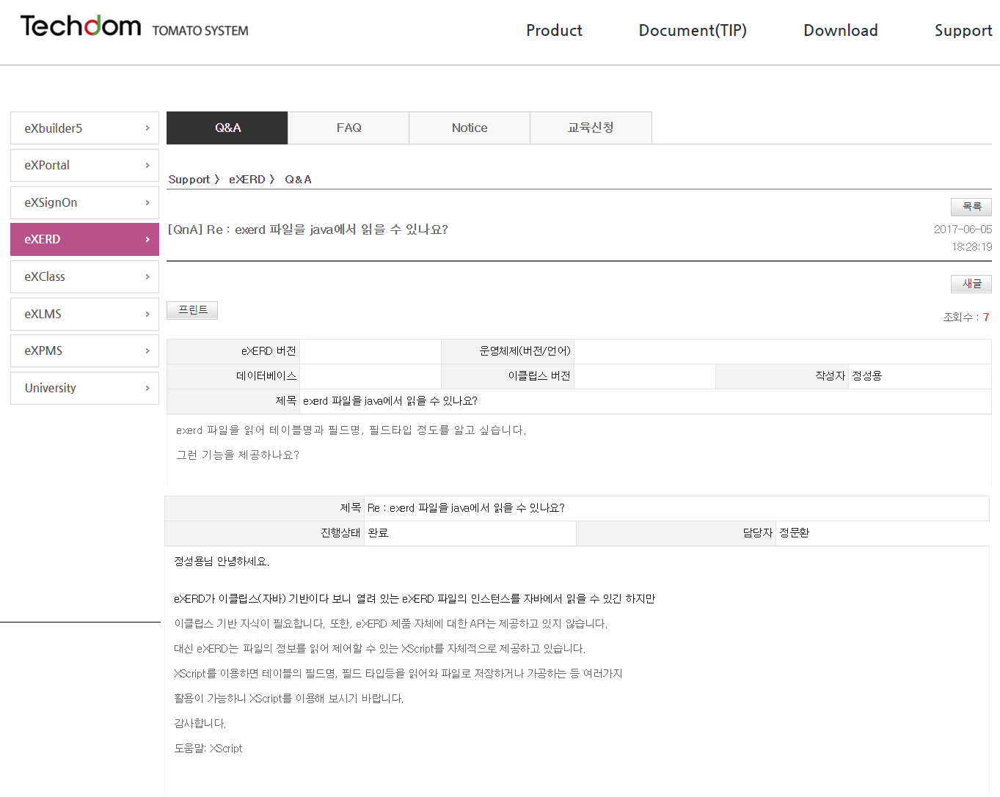 Techdom TOMATO SYSTEM
Product Document(TIP) Download Support
eXbuilder5
eXPortal
eXSignOn
eXERD
eXClass
eXLMS
eXPMS
University
Q&A FAQ Notice 교육신청
Support 〉 eXERD 〉 Q&A
목록
[QnA] Re : exerd 파일을 java에서 읽을 수 있나요?
2017-06-05
18:28:19
새글
프린트
조회수 : 7
eXERD 버전 운영체제(버전/언어)
데이터베이스 이클립스 버전 작성자 정성용
제목 exerd 파일을 java에서 읽을 수 있나요?
exerd 파일을 읽어 테이블명과 필드명, 필드타입 정도를 알고 싶습니다.
그런 기능을 제공하나요?
제목 Re : exerd 파일을 java에서 읽을 수 있나요?
진행상태 완료 담당자 정문환
정성용님 안녕하세요.
eXERD가 이클립스(자바) 기반이다 보니 열려 있는 eXERD 파일의 인스턴스를 자바에서 읽을 수 있긴 하지만
이클립스 기반 지식이 필요합니다. 또한, eXERD 제품 자체에 대한 API는 제공하고 있지 않습니다.
대신 eXERD는 파일의 정보를 읽어 제어할 수 있는 XScript를 자체적으로 제공하고 있습니다.
XScript를 이용하면 테이블의 필드명, 필드 타입등을 읽어와 파일로 저장하거나 가공하는 등 여러가지
활용이 가능하니 XScript를 이용해 보시기 바랍니다.
감사합니다.
도움말: XScript